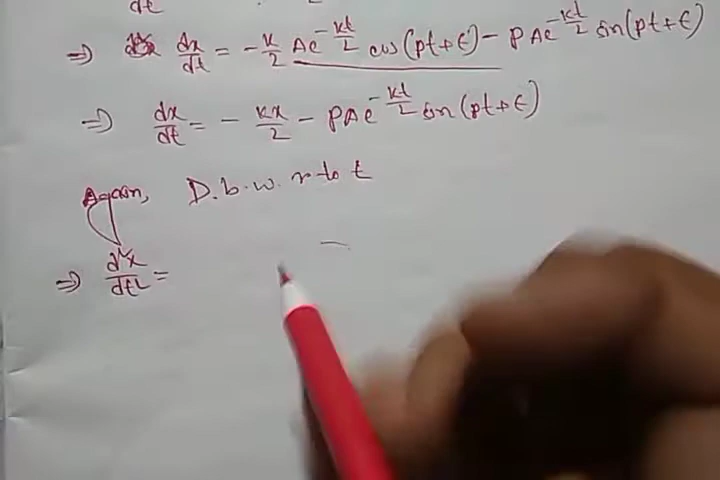 dt
⇒ dx/dt = - k/2 Ae^(-kt/2) cos(pt+ε) - PAe^(-kt/2) sin(pt+ε)
⇒ dx/dt = - kx/2 - PAe^(-kt/2) sin(pt+ε)
Again, D.b.w.r to t
⇒ d²x/dt² =